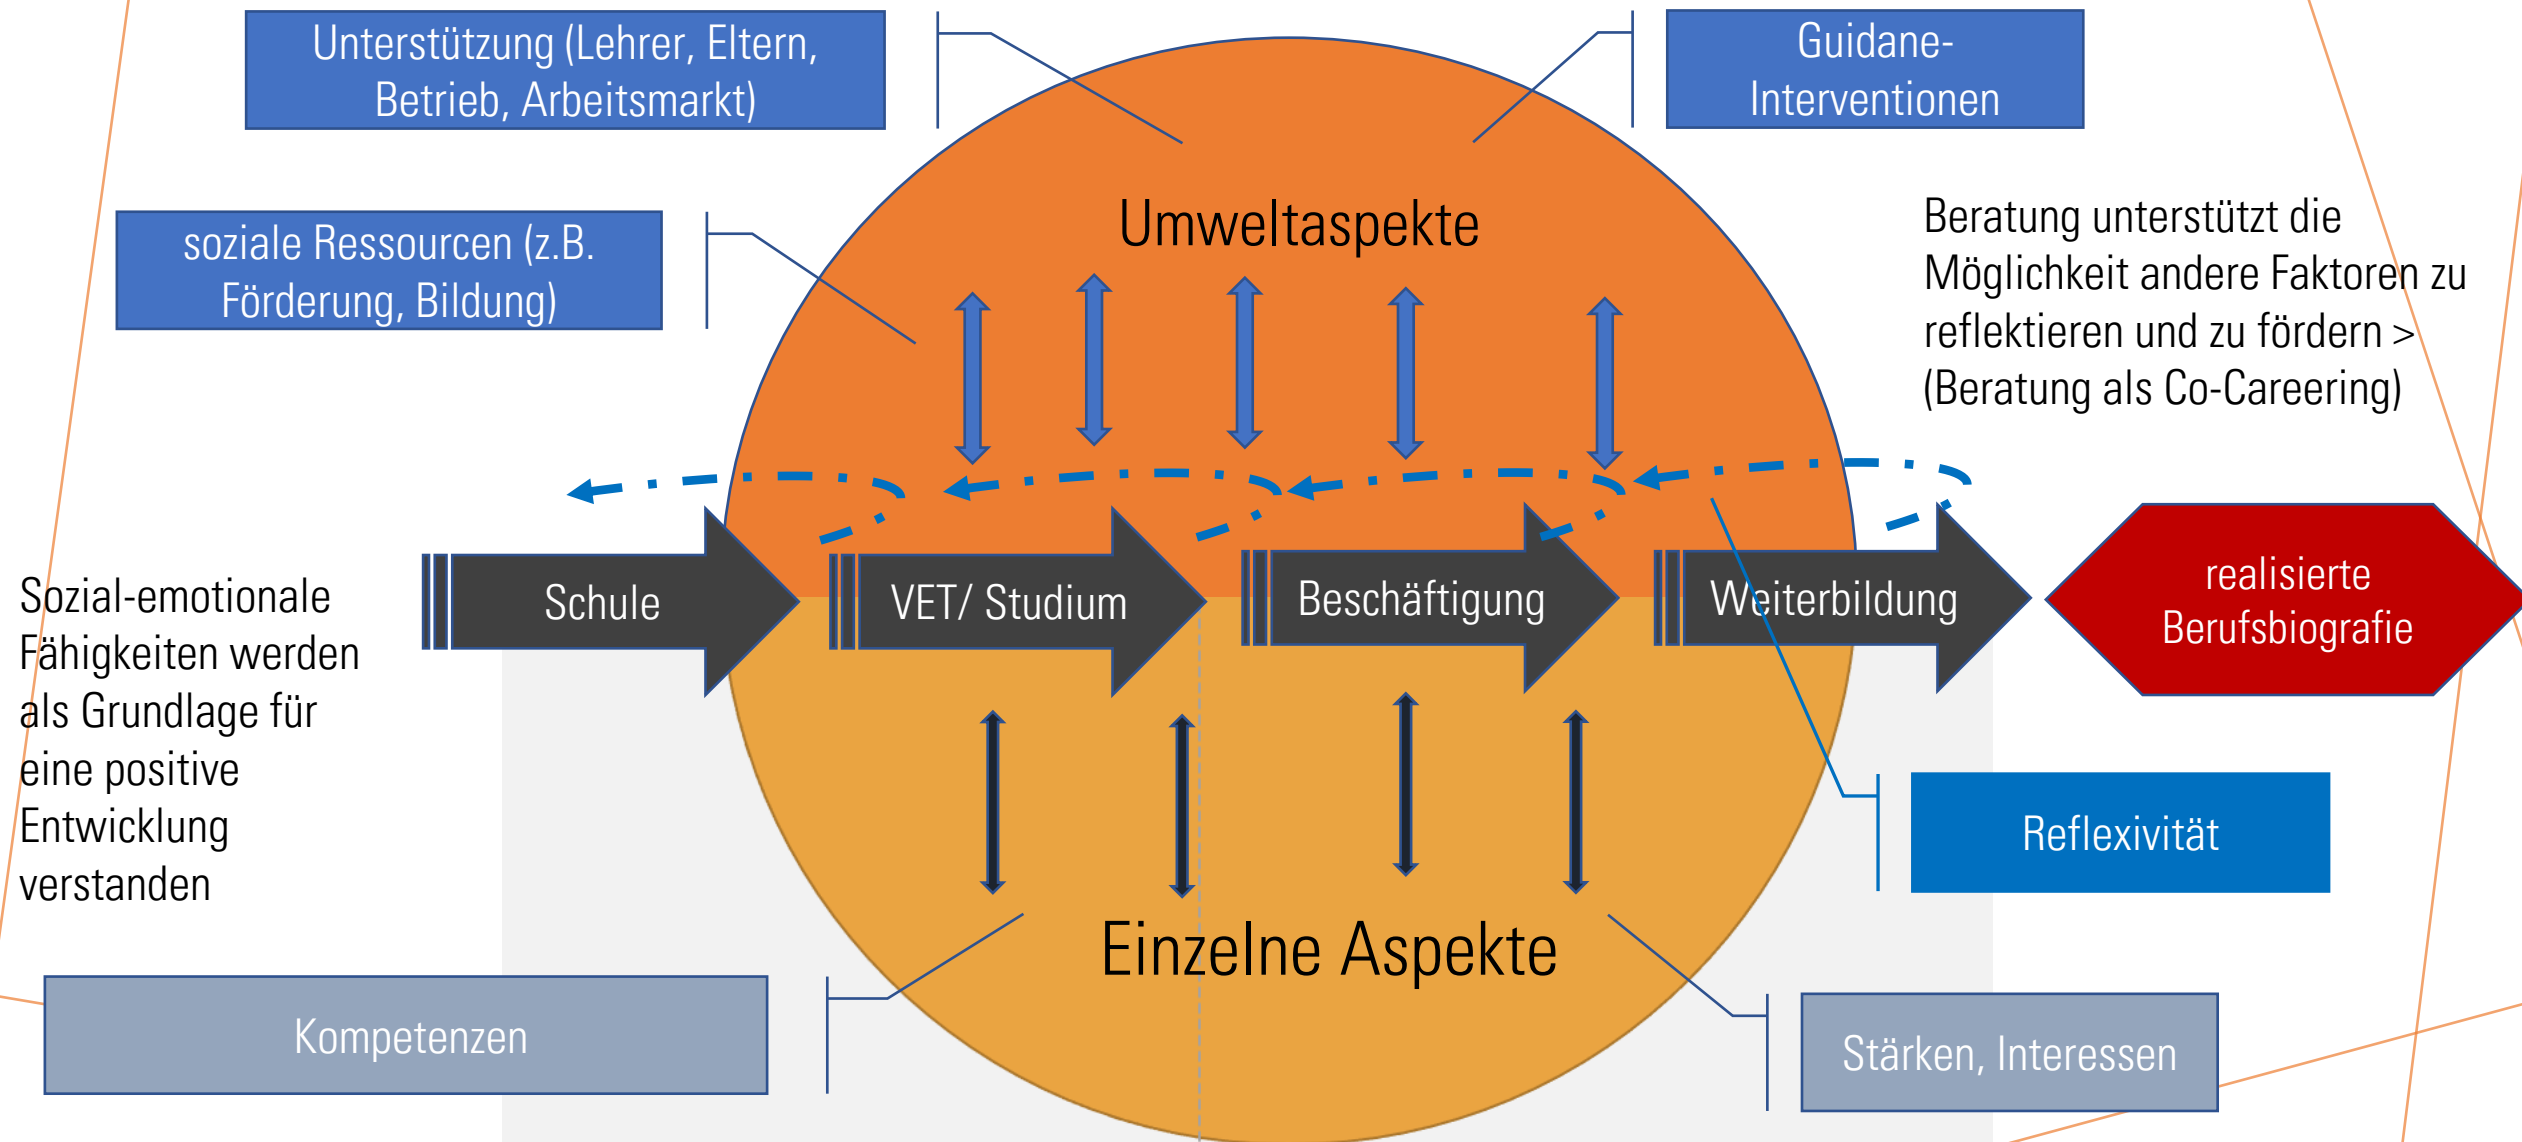 Unterstützung (Lehrer, Eltern,
Betrieb, Arbeitsmarkt)
Guidane-
Interventionen
soziale Ressourcen (z.B.
Förderung, Bildung)
Umweltaspekte
Beratung unterstützt die
Möglichkeit andere Faktoren zu
reflektieren und zu fördern >
(Beratung als Co-Careering)
Sozial-emotionale
Fähigkeiten werden
als Grundlage für
eine positive
Entwicklung
verstanden
Schule
VET/ Studium
Beschäftigung
Weiterbildung
realisierte
Berufsbiografie
Reflexivität
Einzelne Aspekte
Kompetenzen
Stärken, Interessen